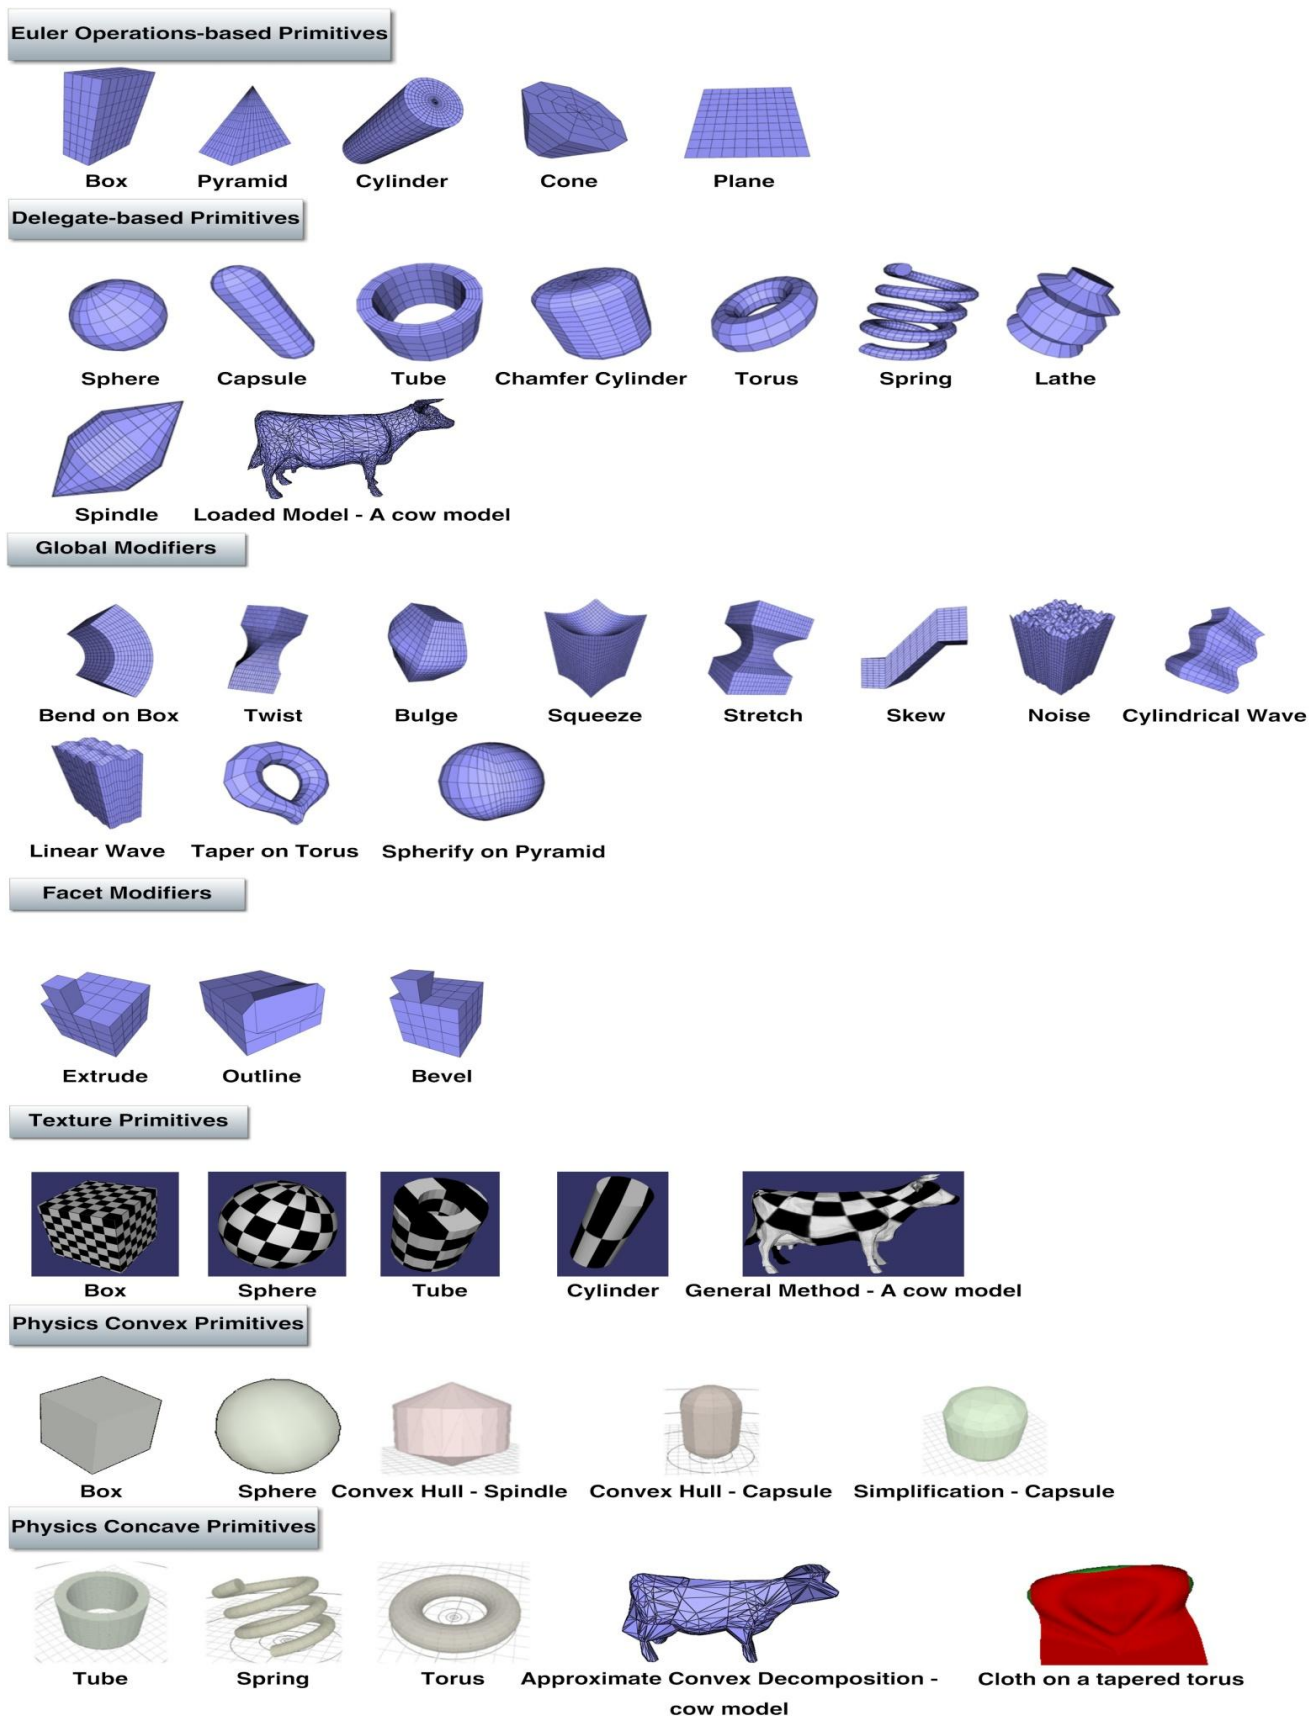 Euler Operations-based Primitives
Box Pyramid Cylinder Cone Plane
Delegate-based Primitives
Sphere Capsule Tube Chamfer Cylinder Torus Spring Lathe
Spindle Loaded Model - A cow model
Global Modifiers
Bend on Box Twist Bulge Squeeze Stretch Skew Noise Cylindrical Wave
Linear Wave Taper on Torus Spherify on Pyramid
Facet Modifiers
Extrude Outline Bevel
Texture Primitives
Box Sphere Tube Cylinder General Method - A cow model
Physics Convex Primitives
Box Sphere Convex Hull - Spindle Convex Hull - Capsule Simplification - Capsule
Physics Concave Primitives
Tube Spring Torus Approximate Convex Decomposition - Cloth on a tapered torus
cow model